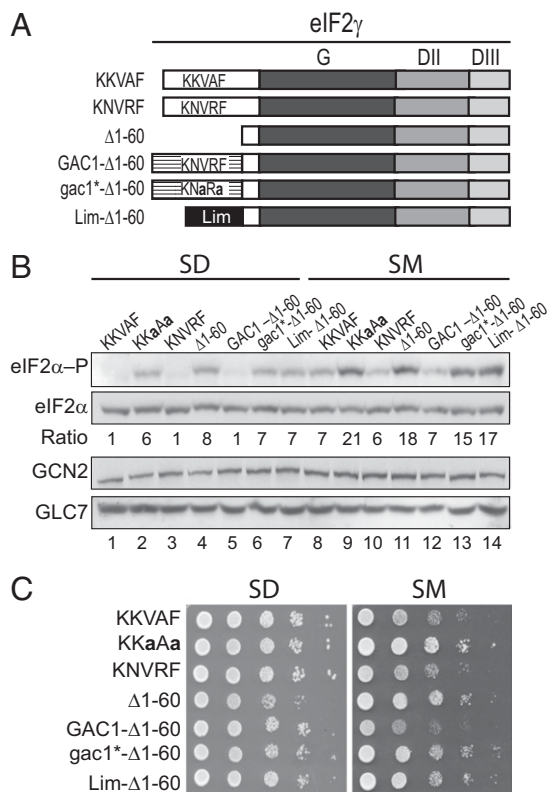 A
eIF2γ
G DII DIII
KKVAF KKVAF
KNVRF KNVRF
Δ1-60
GAC1-Δ1-60 KNVRF
gac1*-Δ1-60 KNaRa
Lim-Δ1-60 Lim
B
SD SM
KKVAF KKaAa KNVRF Δ1-60 GAC1-Δ1-60 gac1*-Δ1-60 Lim-Δ1-60 KKVAF KKaAa KNVRF Δ1-60 GAC1-Δ1-60 gac1*-Δ1-60 Lim-Δ1-60
eIF2α-P
eIF2α
Ratio 1 6 1 8 1 7 7 7 21 6 18 7 15 17
GCN2
GLC7
1 2 3 4 5 6 7 8 9 10 11 12 13 14
C
SD SM
KKVAF
KKaAa
KNVRF
Δ1-60
GAC1-Δ1-60
gac1*-Δ1-60
Lim-Δ1-60